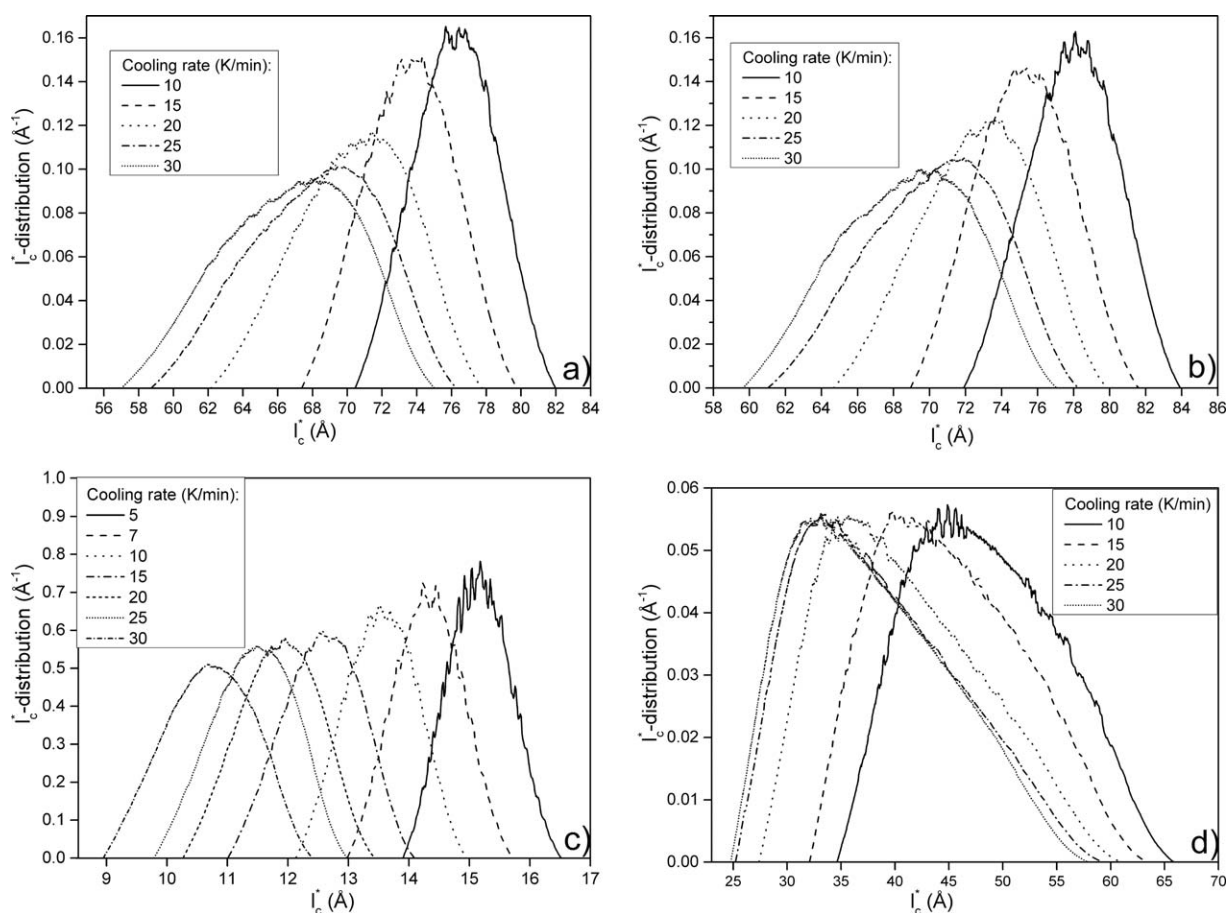 0.16
0.14
0.12
0.10
0.08
0.06
0.04
0.02
0.00
l*c-distribution (Å-1)
Cooling rate (K/min):
10
15
20
25
30
a)
56 58 60 62 64 66 68 70 72 74 76 78 80 82 84
l*c (Å)
0.16
0.14
0.12
0.10
0.08
0.06
0.04
0.02
0.00
l*c-distribution (Å-1)
Cooling rate (K/min):
10
15
20
25
30
b)
58 60 62 64 66 68 70 72 74 76 78 80 82 84 86
l*c (Å)
1.0
0.9
0.8
0.7
0.6
0.5
0.4
0.3
0.2
0.1
0.0
l*c-distribution (Å-1)
Cooling rate (K/min):
5
7
10
15
20
25
30
c)
9 10 11 12 13 14 15 16 17
l*c (Å)
0.06
0.05
0.04
0.03
0.02
0.01
0.00
l*c-distribution (Å-1)
Cooling rate (K/min)
10
15
20
25
30
d)
25 30 35 40 45 50 55 60 65 70
l*c (Å)